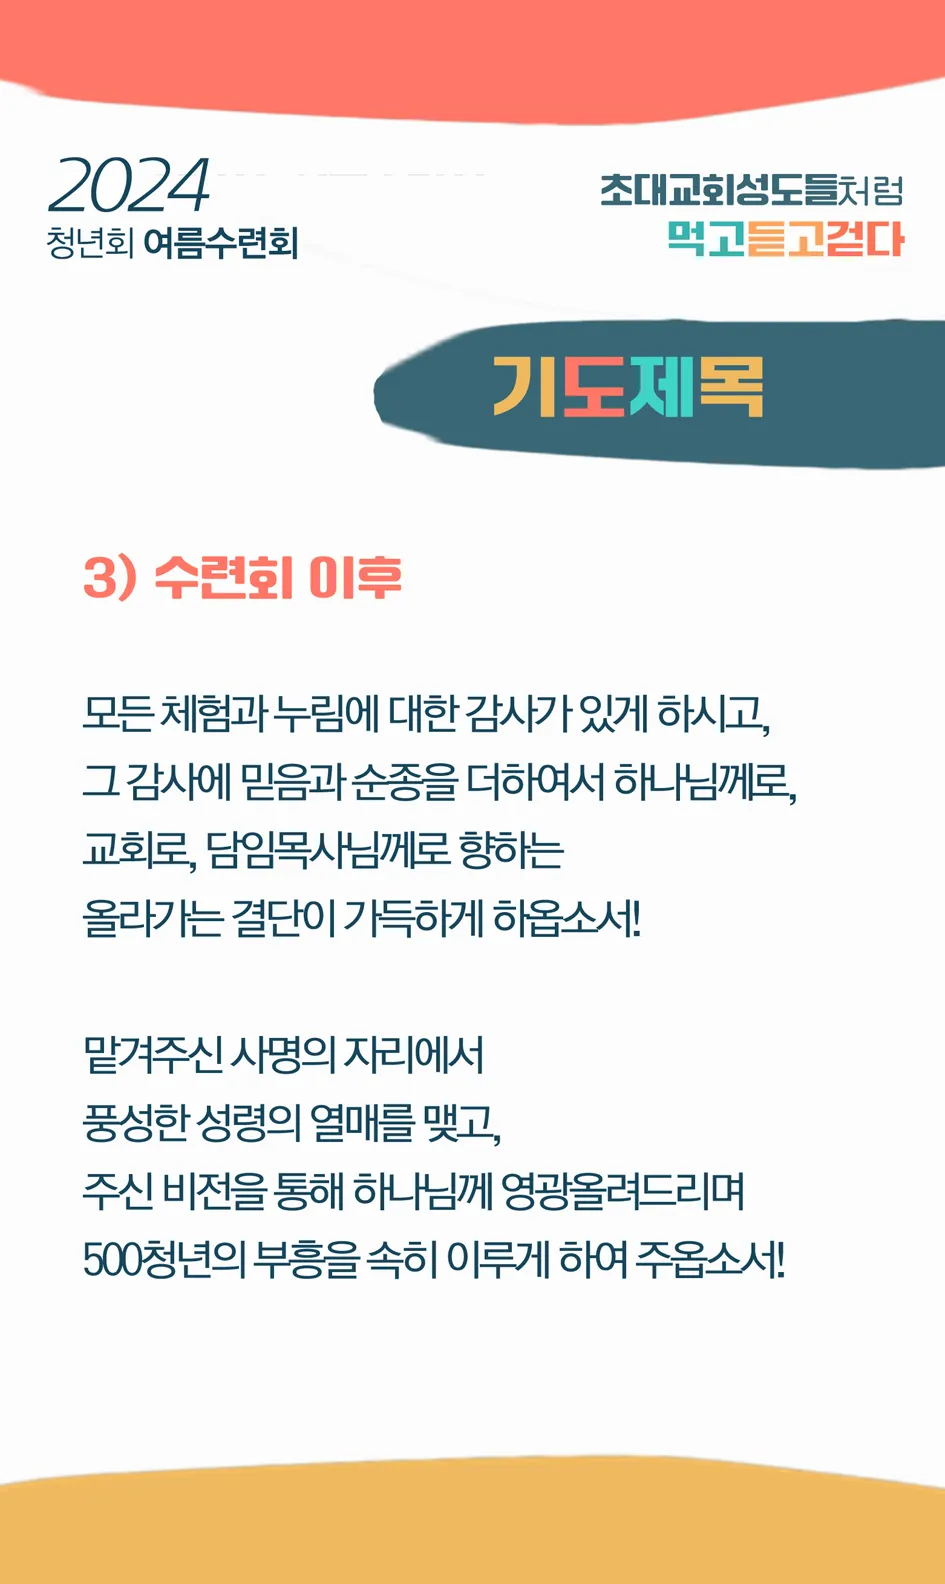 2024
청년회 여름수련회
초대교회성도들처럼
먹고듣고걷다
기도제목
3) 수련회 이후
모든 체험과 누림에 대한 감사가 있게 하시고,
그 감사에 믿음과 순종을 더하여서 하나님께로,
교회로, 담임목사님께로 향하는
올라가는 결단이 가득하게 하옵소서!
맡겨주신 사명의 자리에서
풍성한 성령의 열매를 맺고,
주신 비전을 통해 하나님께 영광올려드리며
500청년의 부흥을 속히 이루게 하여 주옵소서!